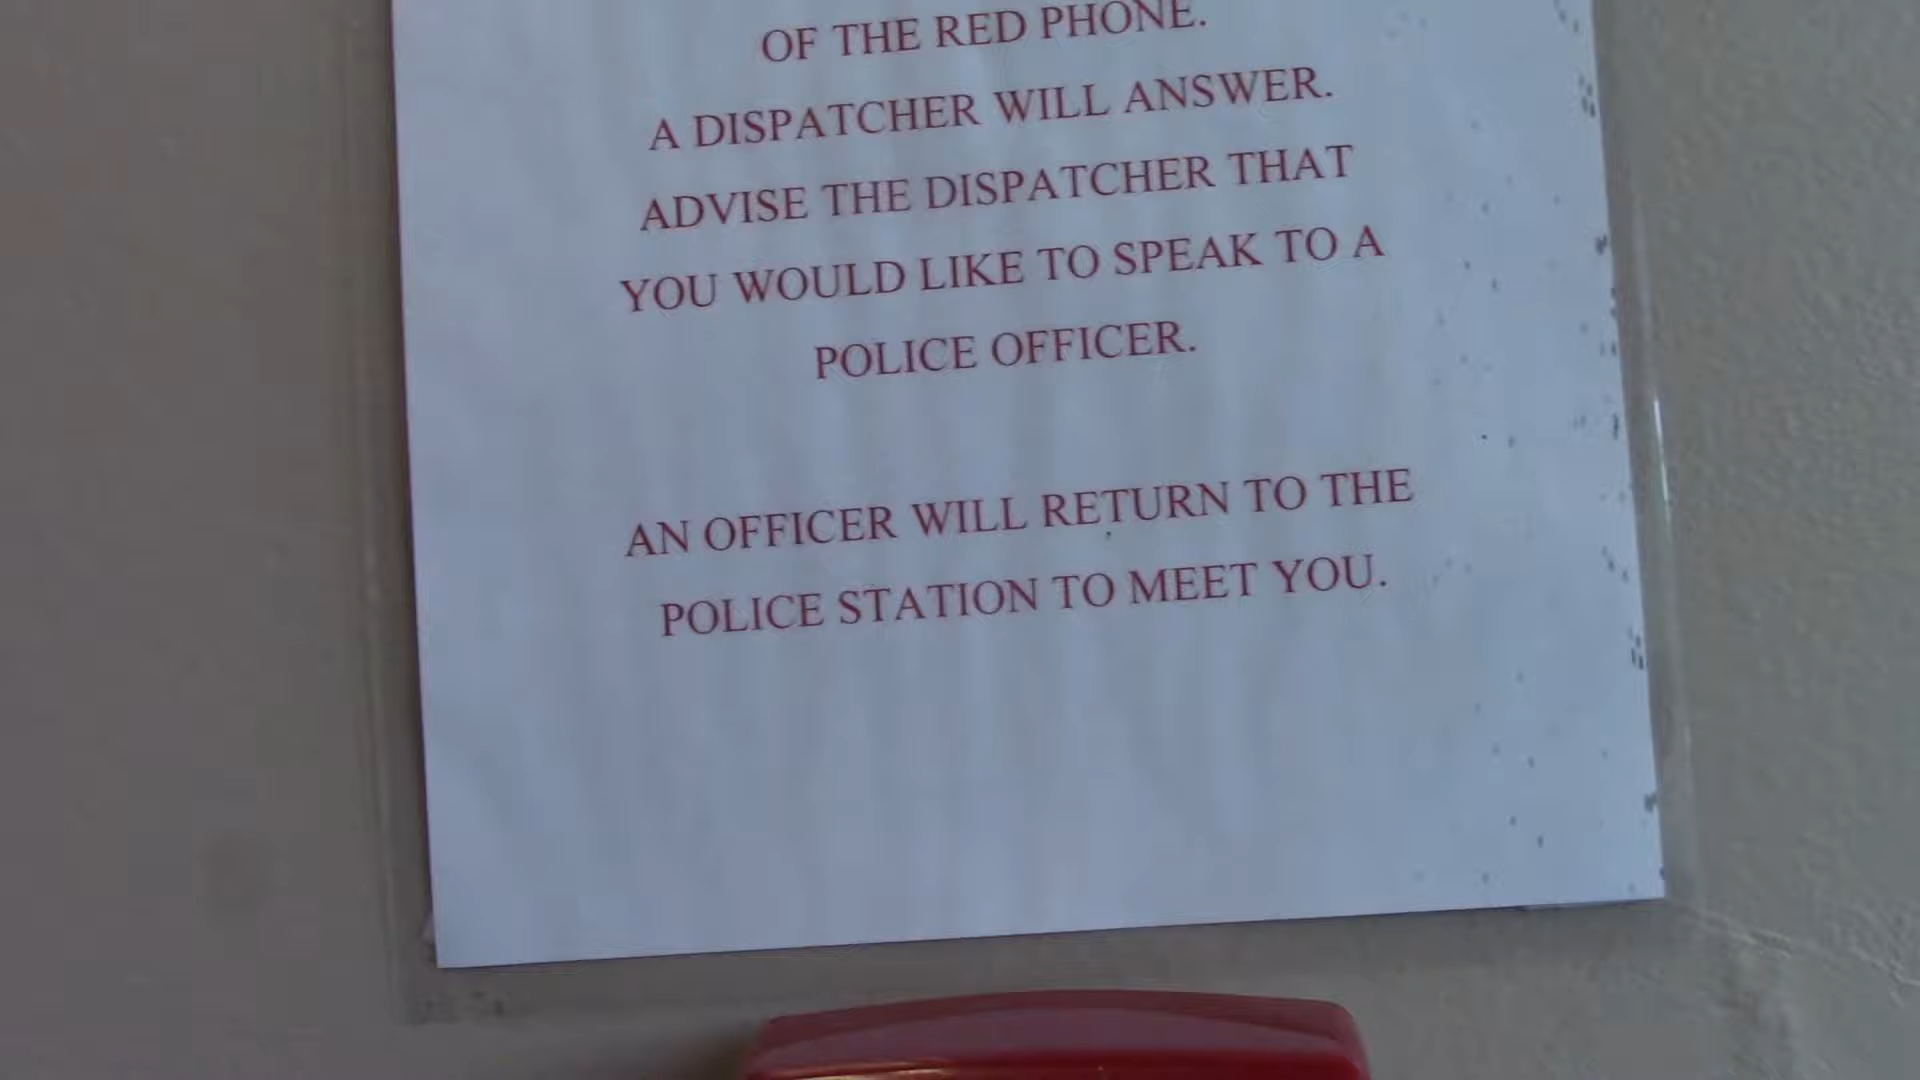 OF THE RED PHONE.
A DISPATCHER WILL ANSWER.
ADVISE THE DISPATCHER THAT
YOU WOULD LIKE TO SPEAK TO A
POLICE OFFICER.
AN OFFICER WILL RETURN TO THE
POLICE STATION TO MEET YOU.